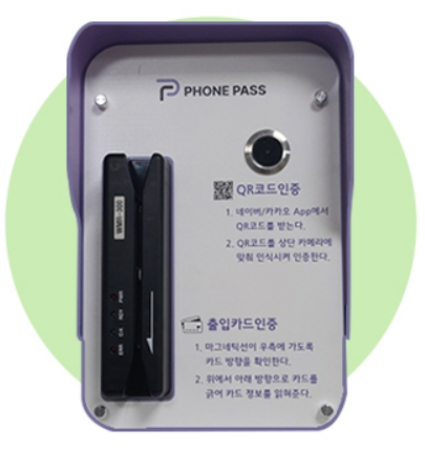 PHONE PASS
QR코드인증
1. 네이버/카카오 App에서
QR코드를 받는다.
2. QR코드를 상단 카메라에
맞춰 인식시켜 인증한다.
WMR-300
PWR
RDY
O.K
ERR
출입카드인증
1. 마그네틱선이 우측에 가도록
카드 방향을 확인한다.
2. 위에서 아래 방향으로 카드를
긁어 카드 정보를 읽혀준다.